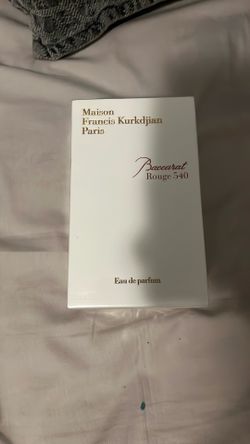 Maison
Francis Kurkdjian
Paris
Baccarat
Rouge 540
Eau de parfum